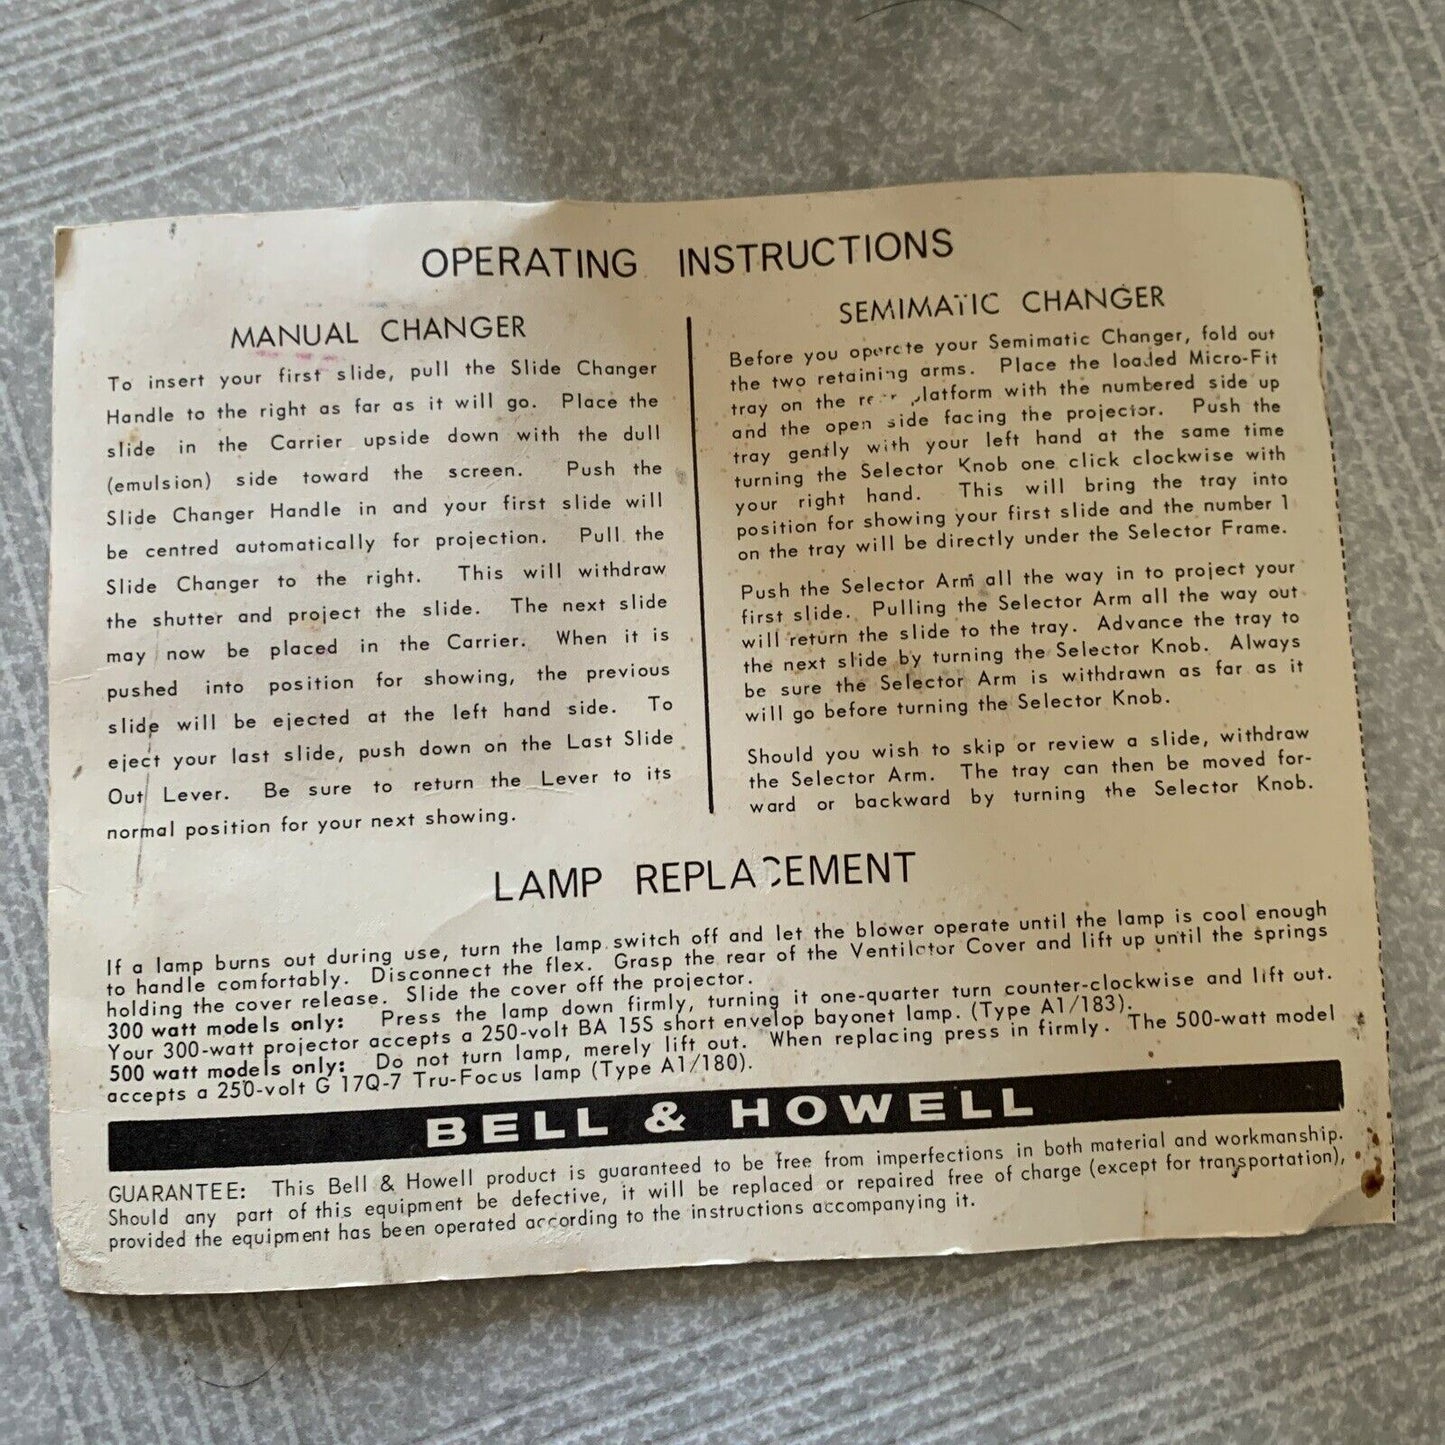 OPERATING INSTRUCTIONS
MANUAL CHANGER
To insert your first slide, pull the Slide Changer
Handle to the right as far as it will go. Place the
slide in the Carrier upside down with the dull
(emulsion) side toward the screen. Push the
Slide Changer Handle in and your first slide will
be centred automatically for projection. Pull the
Slide Changer to the right. This will withdraw
the shutter and project the slide. The next slide
may now be placed in the Carrier. When it is
pushed into position for showing, the previous
slide will be ejected at the left hand side. To
eject your last slide, push down on the Last Slide
Out Lever. Be sure to return the Lever to its
normal position for your next showing.
SEMIMATIC CHANGER
Before you operate your Semimatic Changer, fold out
the two retaining arms. Place the loaded Micro-Fit
tray on the rear platform with the numbered side up
and the open side facing the projector. Push the
tray gently with your left hand at the same time
turning the Selector Knob one click clockwise with
your right hand. This will bring the tray into
position for showing your first slide and the number 1
on the tray will be directly under the Selector Frame.
Push the Selector Arm all the way in to project your
first slide. Pulling the Selector Arm all the way out
will return the slide to the tray. Advance the tray to
the next slide by turning the Selector Knob. Always
be sure the Selector Arm is withdrawn as far as it
will go before turning the Selector Knob.
Should you wish to skip or review a slide, withdraw
the Selector Arm. The tray can then be moved for-
ward or backward by turning the Selector Knob.
LAMP REPLACEMENT
If a lamp burns out during use, turn the lamp switch off and let the blower operate until the lamp is cool enough
to handle comfortably. Disconnect the flex. Grasp the rear of the Ventilator Cover and lift up until the springs
holding the cover release. Slide the cover off the projector.
300 watt models only: Press the lamp down firmly, turning it one-quarter turn counter-clockwise and lift out.
Your 300-watt projector accepts a 250-volt BA 15S short envelop bayonet lamp. (Type A1/183).
500 watt models only: Do not turn lamp, merely lift out. When replacing press in firmly. The 500-watt model
accepts a 250-volt G 17Q-7 Tru-Focus lamp (Type A1/180).
BELL & HOWELL
GUARANTEE: This Bell & Howell product is guaranteed to be free from imperfections in both material and workmanship.
Should any part of this equipment be defective, it will be replaced or repaired free of charge (except for transportation),
provided the equipment has been operated according to the instructions accompanying it.